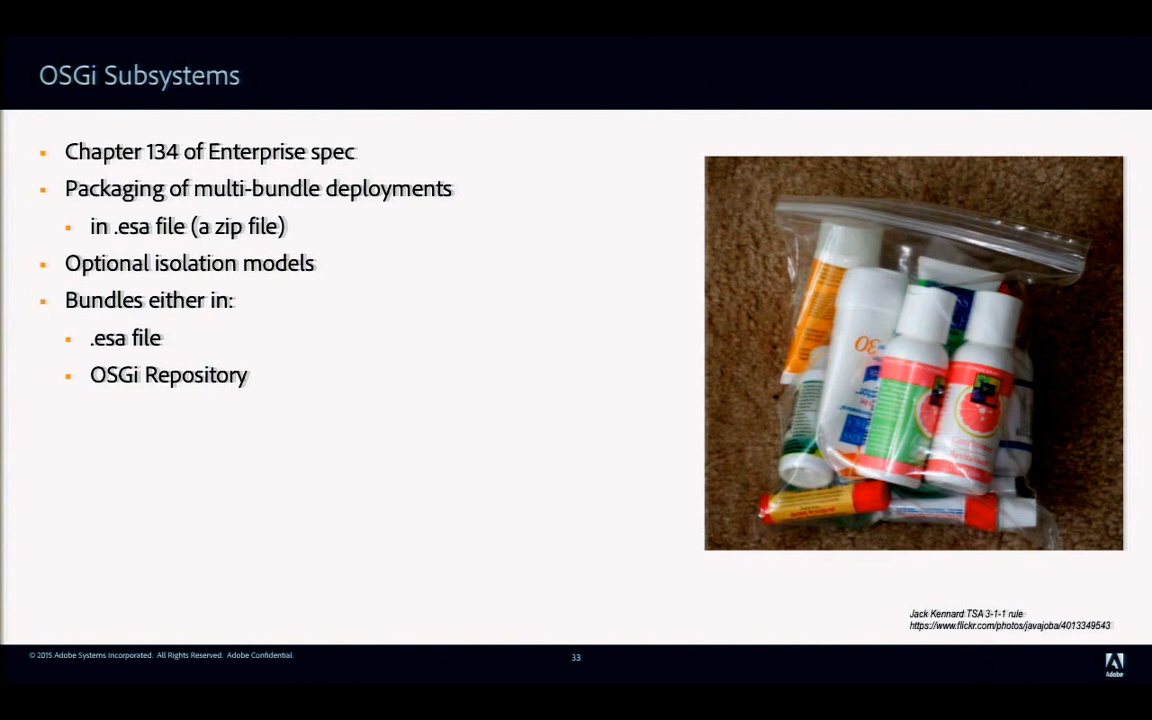 OSGi Subsystems
Chapter 134 of Enterprise spec
Packaging of multi-bundle deployments
in .esa file (a zip file)
Optional isolation models
Bundles either in:
.esa file
OSGi Repository
30
Jack Kennard TSA 3-1-1 rule
https://www.flickr.com/photos/javajoba/4013349543
© 2015 Adobe Systems Incorporated. All Rights Reserved. Adobe Confidential.
33
Adobe